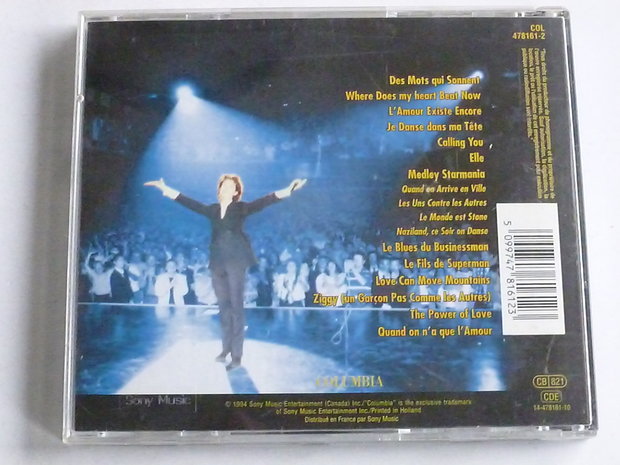 COL
478161-2
Des Mots qui Sonnent
Where Does my heart Beat Now
L'Amour Existe Encore
Je Danse dans ma Tête
Calling You
Elle
Medley Starmania
Quand on Arrive en Ville
Les Uns Contre les Autres
Le Monde est Stone
Naziland, ce Soir on Danse
Le Blues du Businessman
Le Fils de Superman
Love Can Move Mountains
Ziggy (un Garçon Pas Comme les Autres)
The Power of Love
Quand on n'a que l'Amour
5 099747 816123
COLUMBIA
Sony Music
© 1994 Sony Music Entertainment (Canada) Inc./"Columbia" is the exclusive trademark
of Sony Music Entertainment Inc./Printed in Holland
Distribué en France par Sony Music
CB 821
CDE
14-478161-10